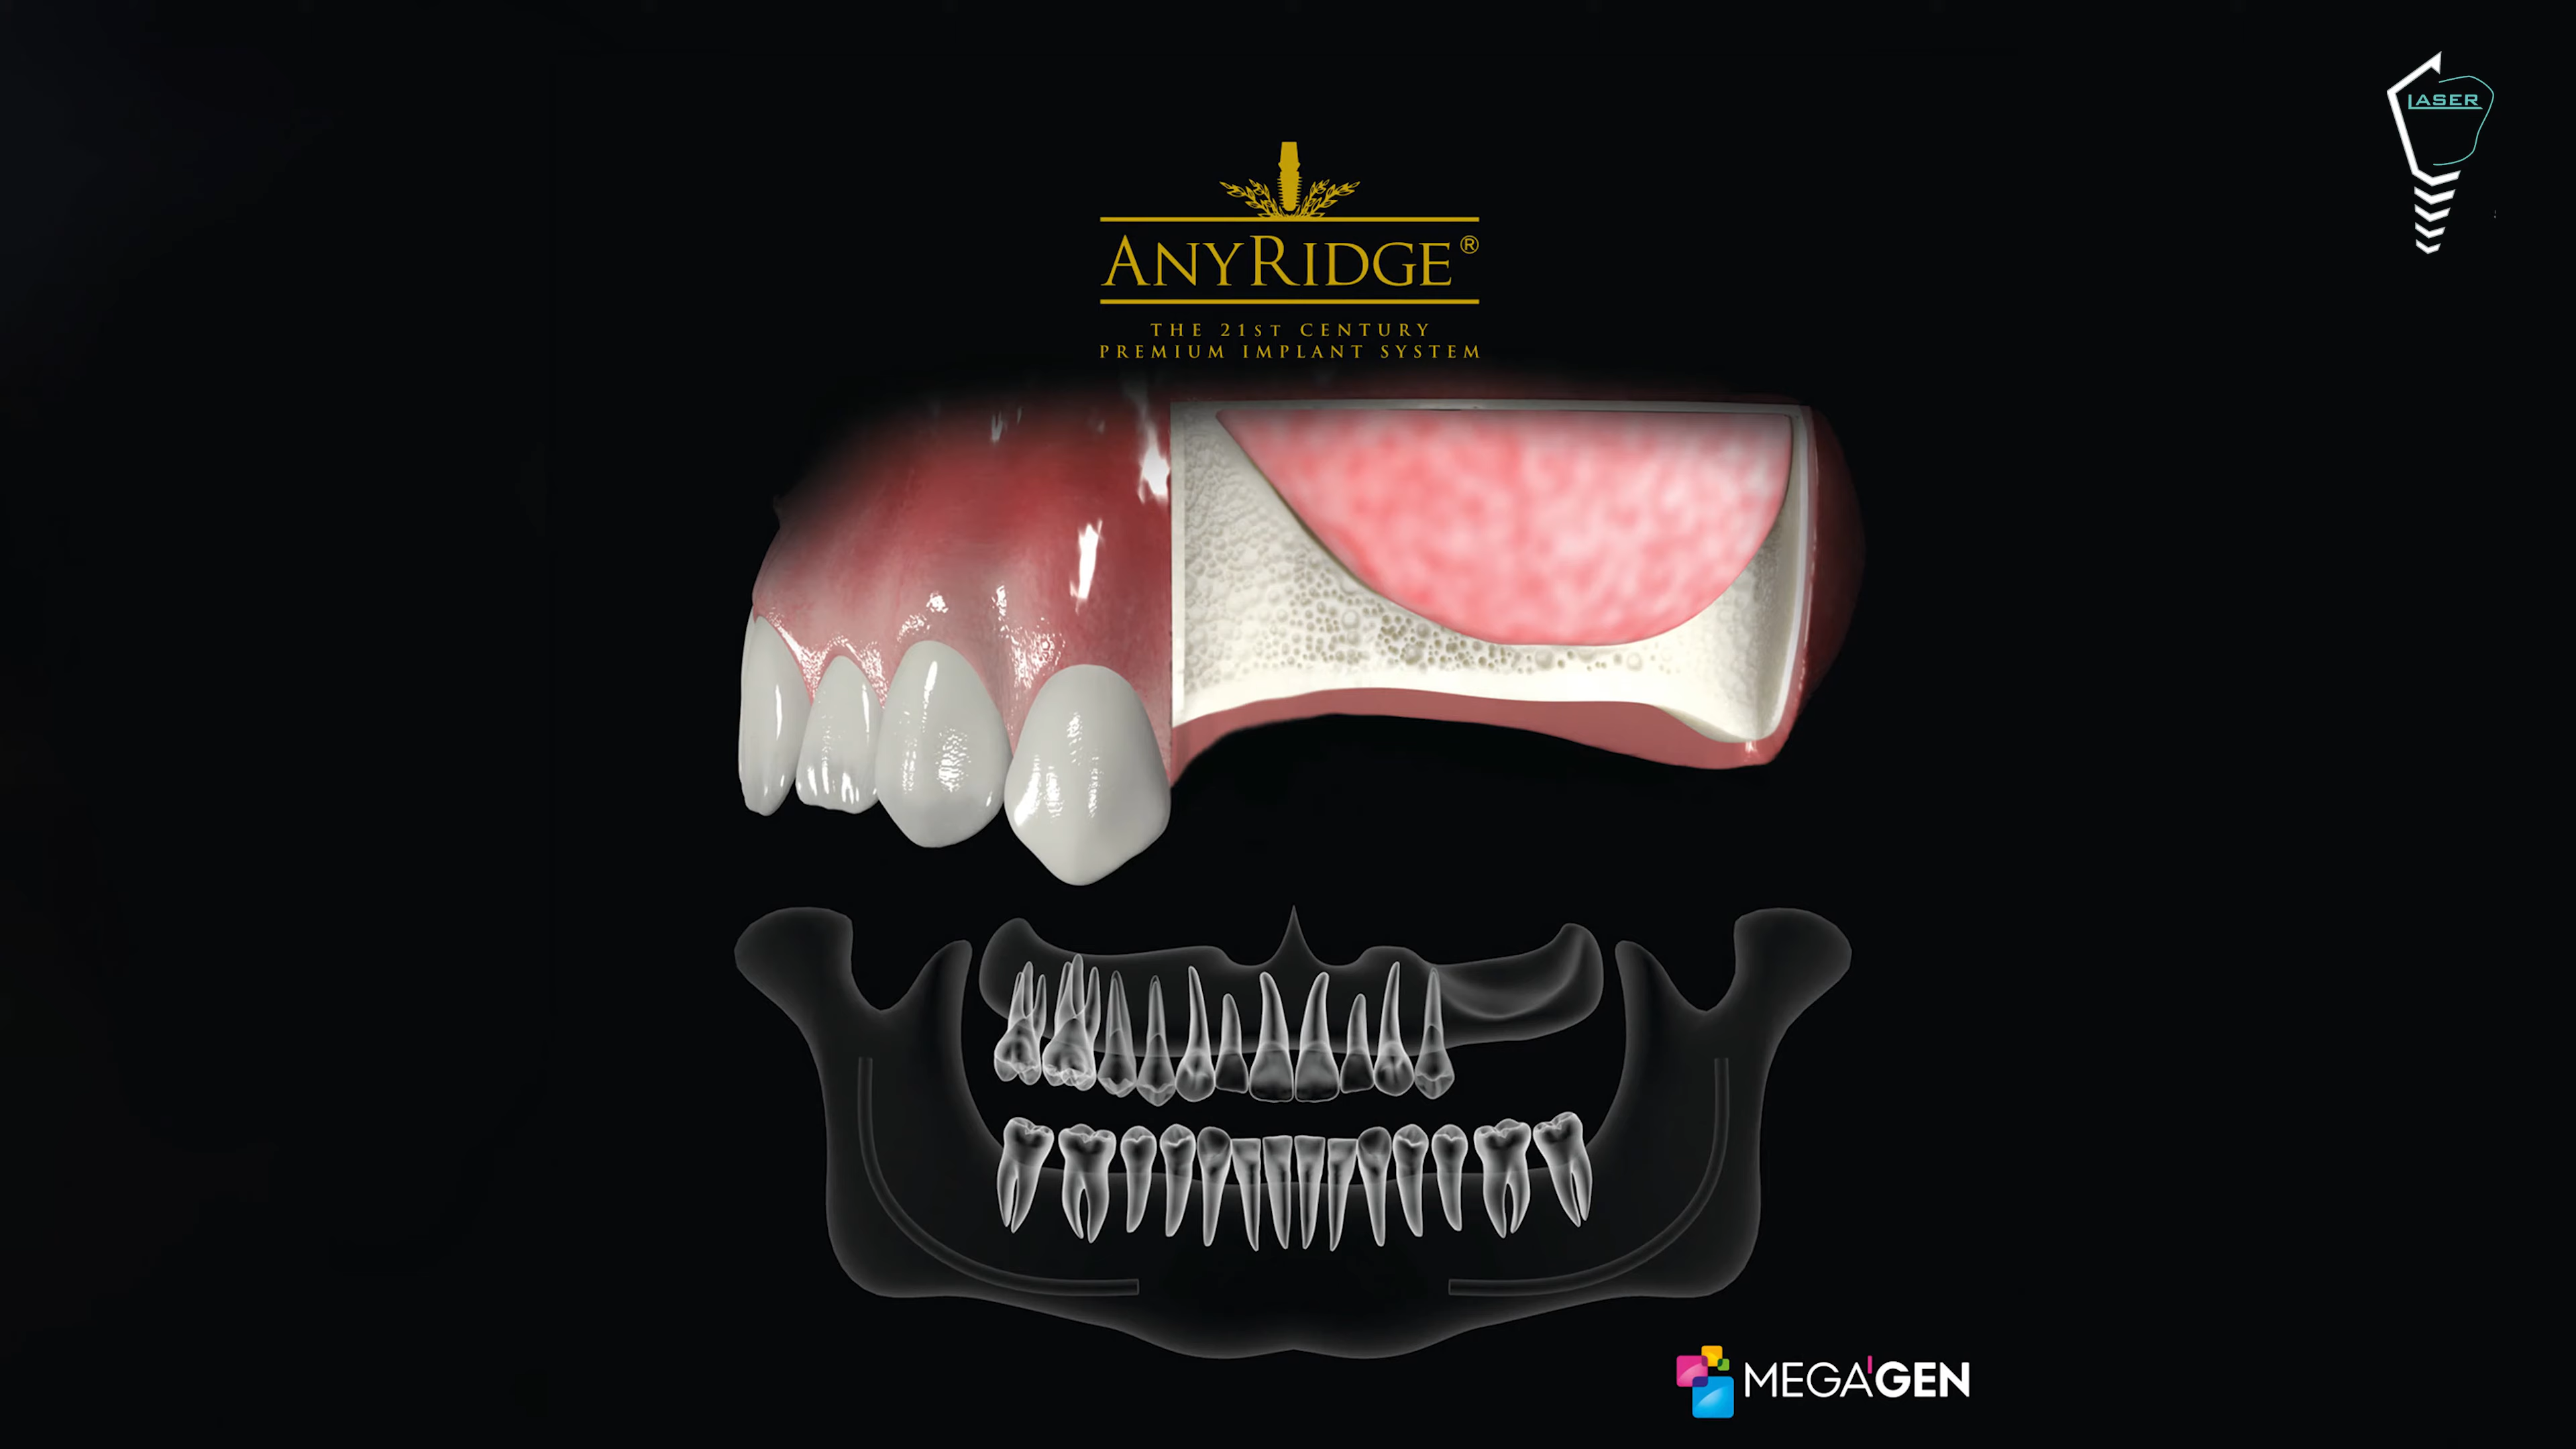 LASER
ANYRIDGE®
THE 21ST CENTURY
PREMIUM IMPLANT SYSTEM
MEGA'GEN